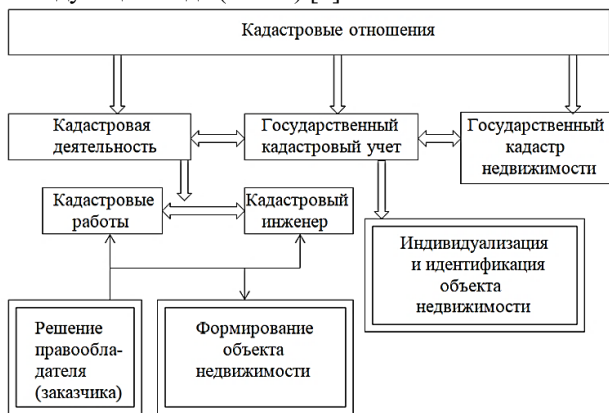 Кадастровые отношения
Кадастровая
деятельность
Государственный
кадастровый учет
Государственный
кадастр
недвижимости
Кадастровые
работы
Кадастровый
инженер
Индивидуализация
и идентификация
объекта
недвижимости
Решение
правообла-
дателя
(заказчика)
Формирование
объекта
недвижимости